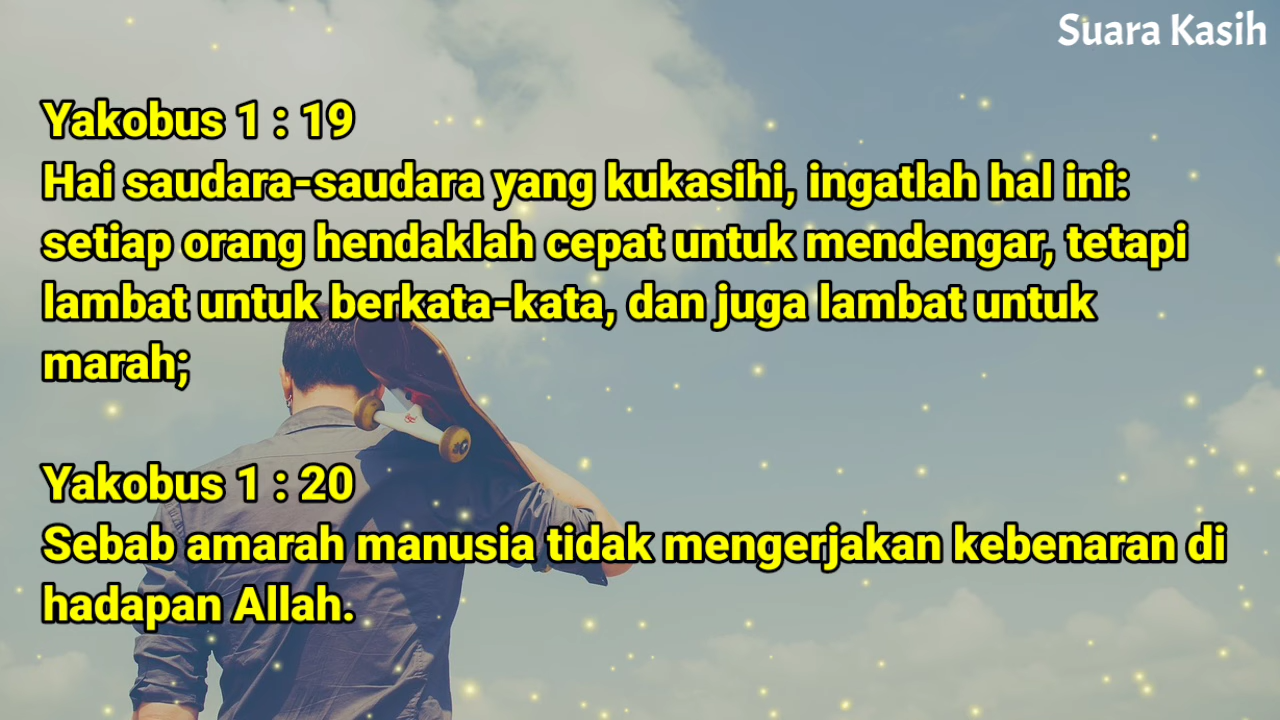 Suara Kasih
Yakobus 1 : 19
Hai saudara-saudara yang kukasihi, ingatlah hal ini:
setiap orang hendaklah cepat untuk mendengar, tetapi
lambat untuk berkata-kata, dan juga lambat untuk
marah;
Yakobus 1 : 20
Sebab amarah manusia tidak mengerjakan kebenaran di
hadapan Allah.